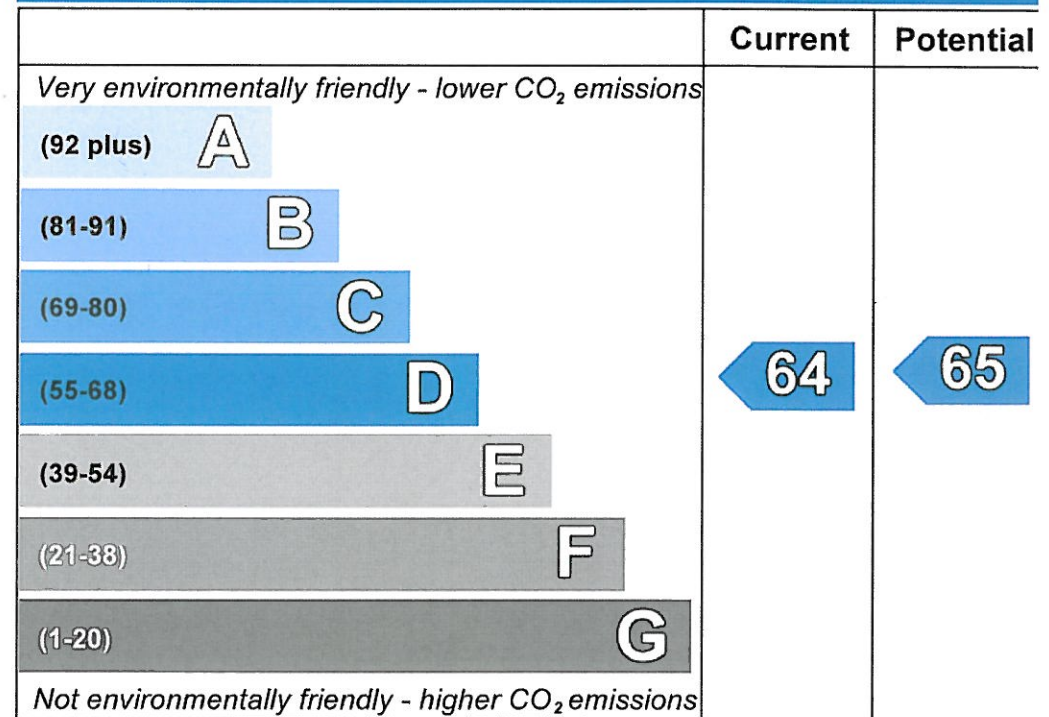 Current Potential
Very environmentally friendly - lower CO₂ emissions
(92 plus) A
(81-91) B
(69-80) C
(55-68) D 64 65
(39-54) E
(21-38) F
(1-20) G
Not environmentally friendly - higher CO₂ emissions